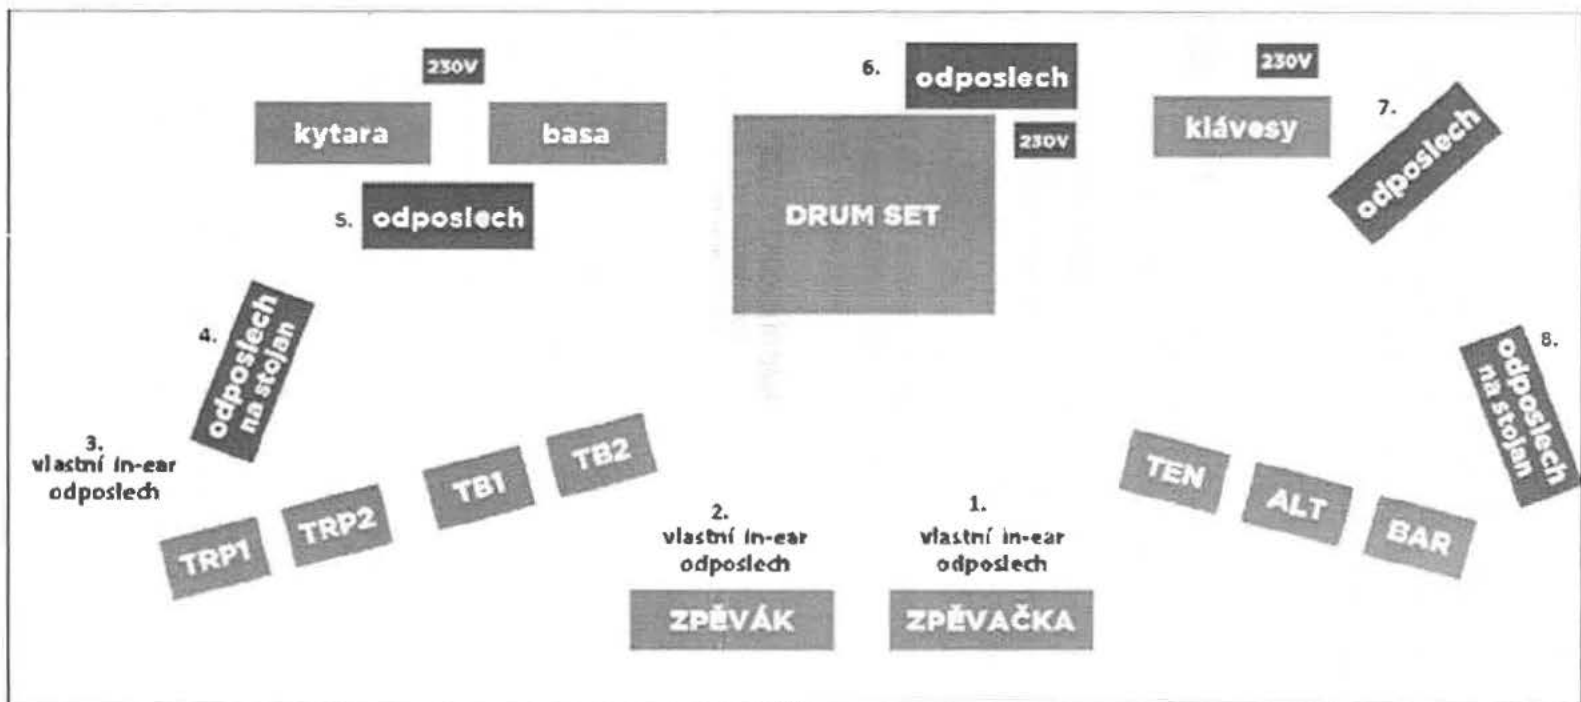 230V
6.
odposlech
230V
kytara
basa
klávesy
7.
odposlech
230V
5.
odposlech
DRUM SET
4.
odposlech
na stojan
8.
odposlech
na stojan
3.
vlastní in-ear
odposlech
TRP1
TRP2
TB1
TB2
TEN
ALT
BAR
2.
vlastní in-ear
odposlech
1.
vlastní in-ear
odposlech
ZPĚVÁK
ZPĚVAČKA